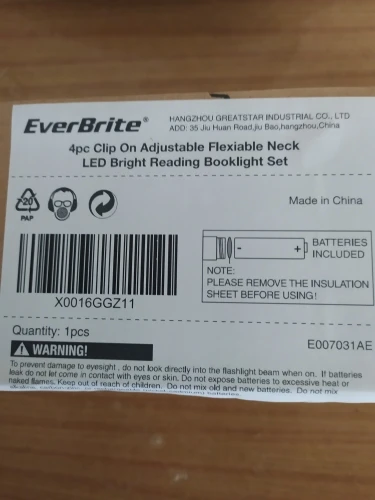 EverBrite®
HANGZHOU GREATSTAR INDUSTRIAL CO., LTD
ADD: 35 Jiu Huan Road,jiu Bao,hangzhou,China
4pc Clip On Adjustable Flexiable Neck
LED Bright Reading Booklight Set
20
PAP
Made in China
BATTERIES
INCLUDED
NOTE:
PLEASE REMOVE THE INSULATION
SHEET BEFORE USING!
X0016GGZ11
Quantity: 1pcs
E007031AE
WARNING!
To prevent damage to eyesight , do not look directly into the flashlight beam when on. If batteries
leak do not let come in contact with eyes or skin. Do not expose batteries to excessive heat or
naked flames. Keep out of reach of children. Do not mix old and new batteries. Do not mix